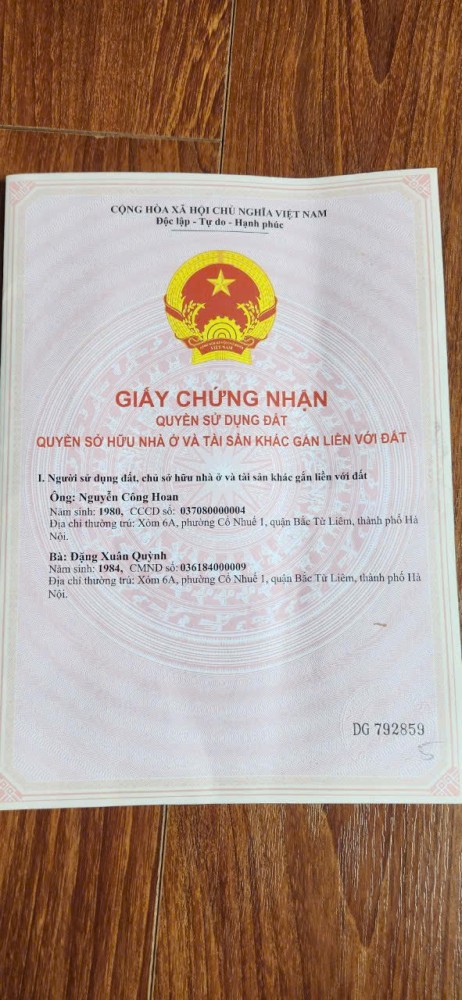 CỘNG HÒA XÃ HỘI CHỦ NGHĨA VIỆT NAM
Độc lập - Tự do - Hạnh phúc
VIỆT NAM
GIẤY CHỨNG NHẬN
QUYỀN SỬ DỤNG ĐẤT
QUYỀN SỞ HỮU NHÀ Ở VÀ TÀI SẢN KHÁC GẮN LIỀN VỚI ĐẤT
I. Người sử dụng đất, chủ sở hữu nhà ở và tài sản khác gắn liền với đất
Ông: Nguyễn Công Hoan
Năm sinh: 1980, CCCD số: 037080000004
Địa chỉ thường trú: Xóm 6A, phường Cổ Nhuế 1, quận Bắc Từ Liêm, thành phố Hà
Nội.
Bà: Đặng Xuân Quỳnh
Năm sinh: 1984, CMND số: 036184000009
Địa chỉ thường trú: Xóm 6A, phường Cổ Nhuế 1, quận Bắc Từ Liêm, thành phố Hà
Nội.
DG 792859
5